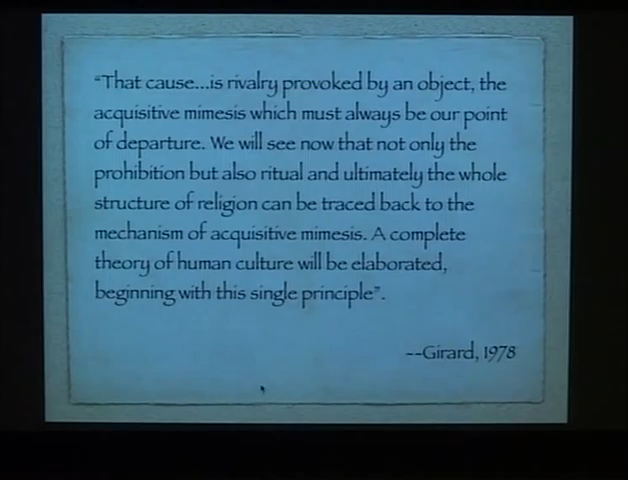 “That cause...is rivalry provoked by an object, the
acquisitive mimesis which must always be our point
of departure. We will see now that not only the
prohibition but also ritual and ultimately the whole
structure of religion can be traced back to the
mechanism of acquisitive mimesis. A complete
theory of human culture will be elaborated,
beginning with this single principle”.
--Girard, 1978